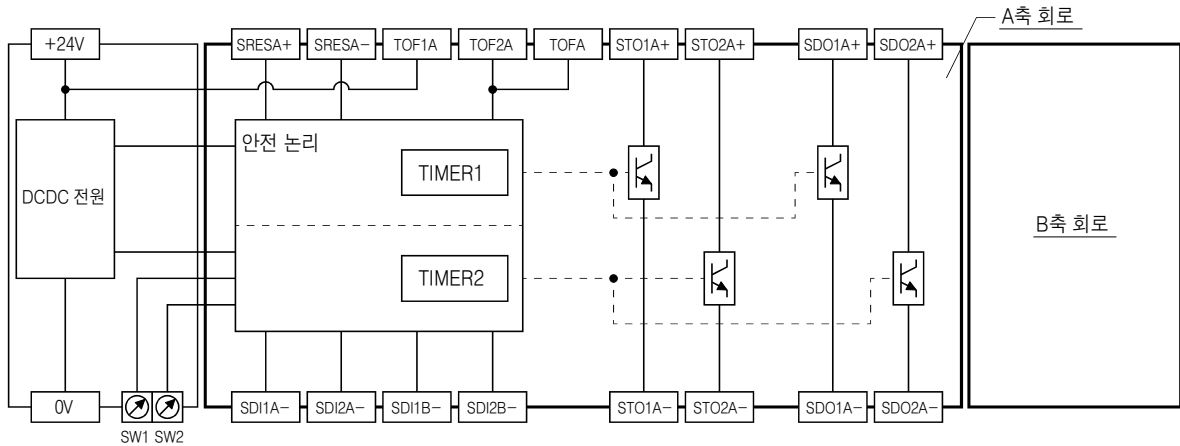 A축 회로
+24V
SRESA+ SRESA− TOF1A TOF2A TOFA STO1A+ STO2A+ SDO1A+ SDO2A+
안전 논리
TIMER1
DCDC 전원
B축 회로
TIMER2
0V
SDI1A− SDI2A− SDI1B− SDI2B− STO1A− STO2A− SDO1A− SDO2A−
SW1 SW2